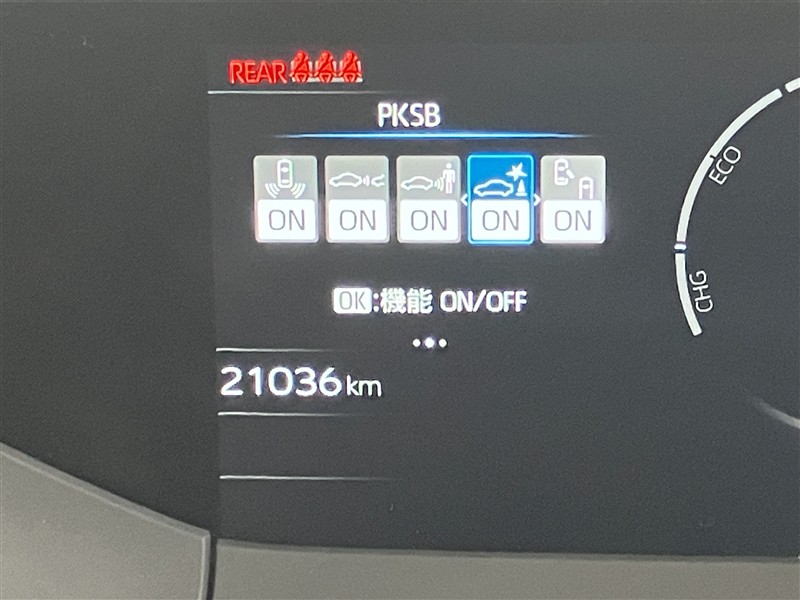 REAR
PKSB
ON ON ON ON ON
OK:機能 ON/OFF
21036km
ECO
CHG